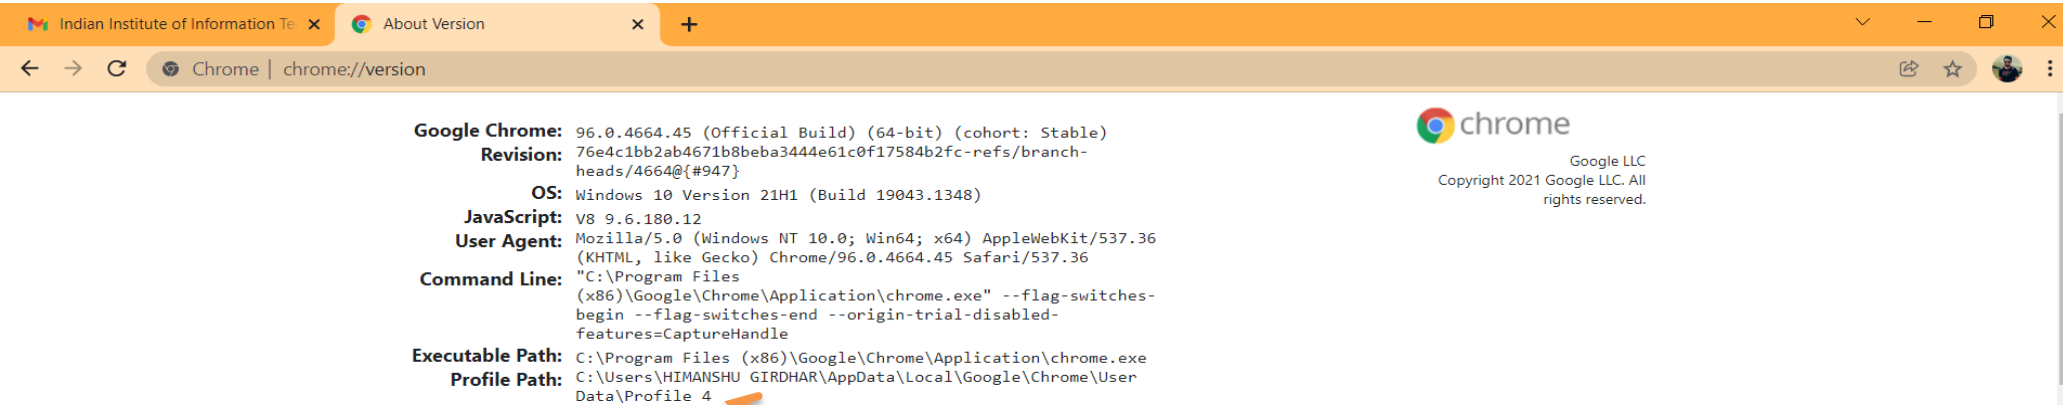 Indian Institute of Information Te
About Version
Chrome | chrome://version
chrome
Google LLC
Copyright 2021 Google LLC. All
rights reserved.
Google Chrome: 96.0.4664.45 (Official Build) (64-bit) (cohort: Stable)
Revision: 76e4c1bb2ab4671b8beba3444e61c0f17584b2fc-refs/branch-
heads/4664@{#947}
OS: Windows 10 Version 21H1 (Build 19043.1348)
JavaScript: V8 9.6.180.12
User Agent: Mozilla/5.0 (Windows NT 10.0; Win64; x64) AppleWebKit/537.36
(KHTML, like Gecko) Chrome/96.0.4664.45 Safari/537.36
Command Line: "C:\Program Files
(x86)\Google\Chrome\Application\chrome.exe" --flag-switches-
begin --flag-switches-end --origin-trial-disabled-
features=CaptureHandle
Executable Path: C:\Program Files (x86)\Google\Chrome\Application\chrome.exe
Profile Path: C:\Users\HIMANSHU GIRDHAR\AppData\Local\Google\Chrome\User
Data\Profile 4